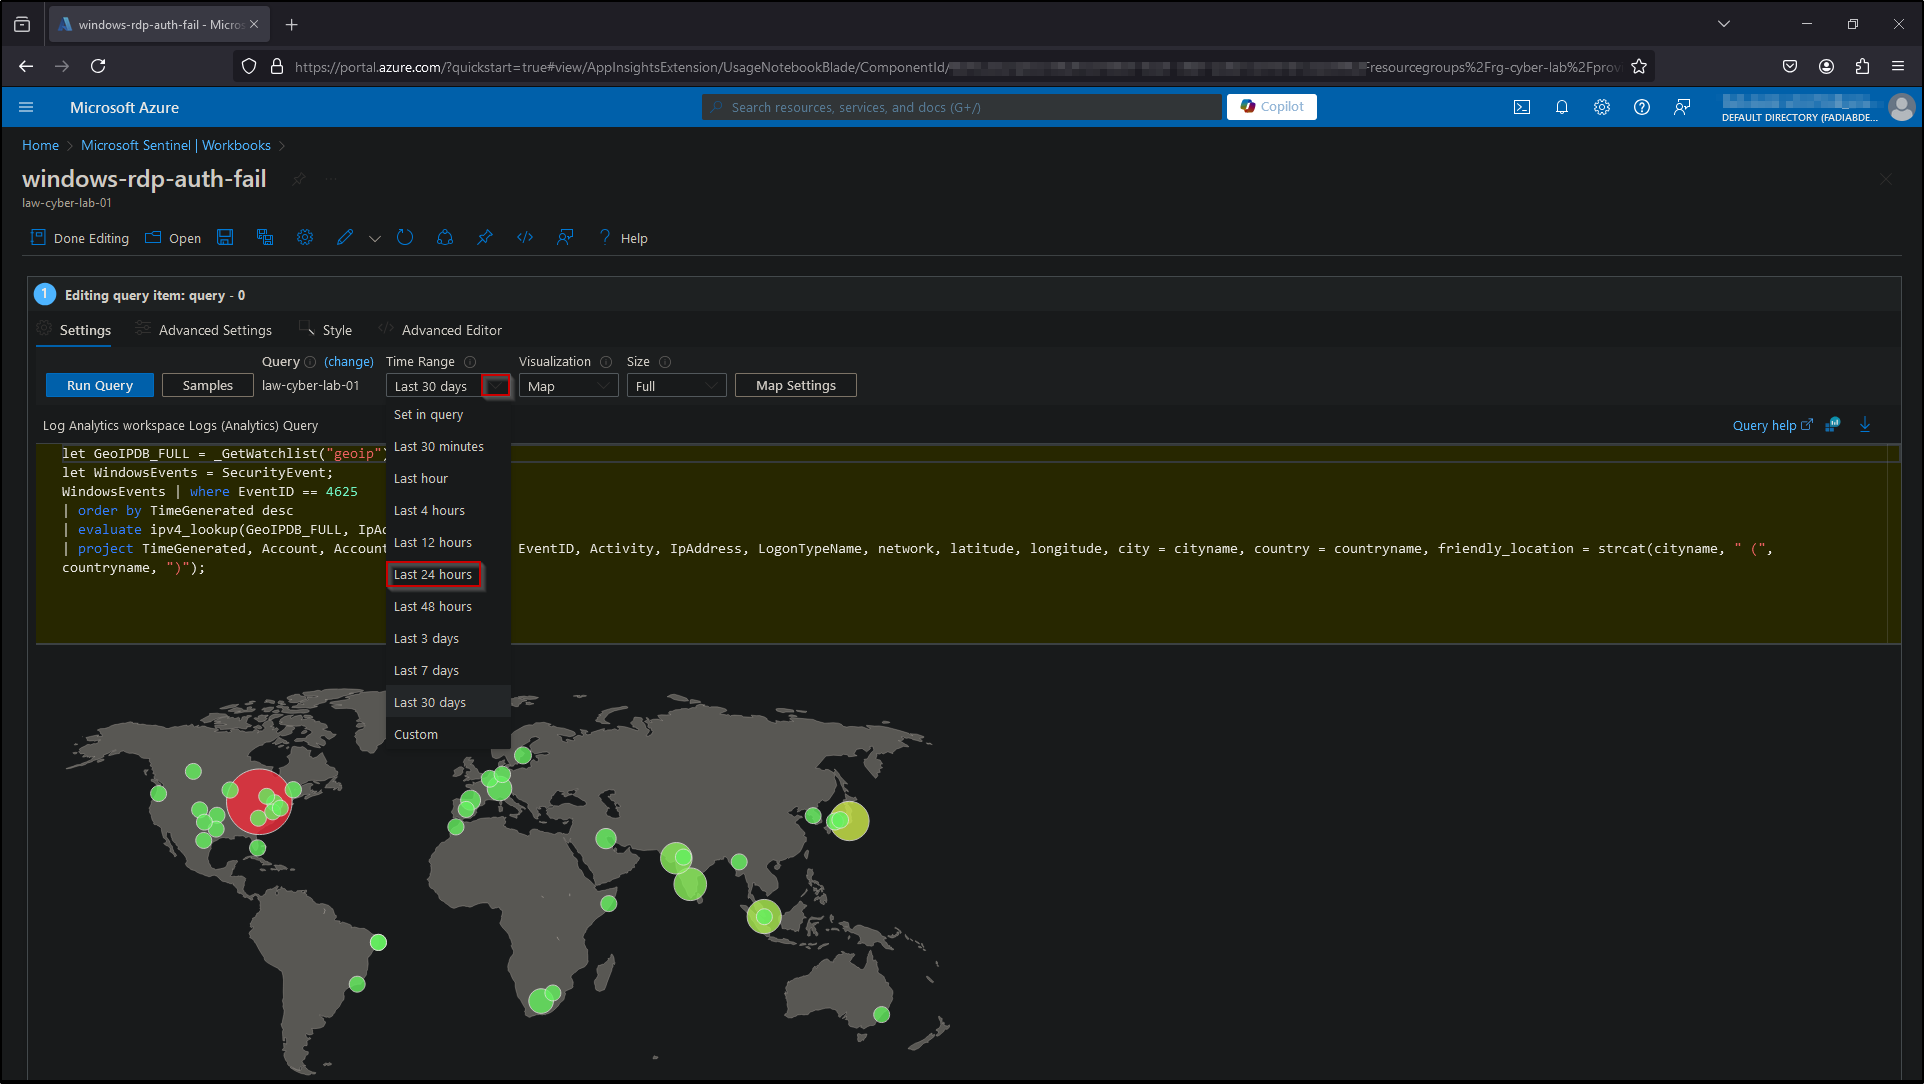 windows-rdp-auth-fail - Micros
https://portal.azure.com/?quickstart=true#view/AppInsightsExtension/UsageNotebookBlade/ComponentId/
resourcegroups%2Frg-cyber-lab%2Fprov
Microsoft Azure
Search resources, services, and docs (G+/)
Copilot
DEFAULT DIRECTORY (FADIABDE...
Home > Microsoft Sentinel | Workbooks >
windows-rdp-auth-fail
law-cyber-lab-01
Done Editing
Open
Help
1
Editing query item: query - 0
Settings
Advanced Settings
Style
Advanced Editor
Query (change) Time Range Visualization Size
Run Query
Samples
law-cyber-lab-01
Last 30 days
Map
Full
Map Settings
Set in query
Last 30 minutes
Last hour
Last 4 hours
Last 12 hours
Last 24 hours
Last 48 hours
Last 3 days
Last 7 days
Last 30 days
Custom
Log Analytics workspace Logs (Analytics) Query
Query help
let GeoIPDB_FULL = _GetWatchlist("geoip")
let WindowsEvents = SecurityEvent;
WindowsEvents | where EventID == 4625
| order by TimeGenerated desc
| evaluate ipv4_lookup(GeoIPDB_FULL, IpAd
| project TimeGenerated, Account, Account EventID, Activity, IpAddress, LogonTypeName, network, latitude, longitude, city = cityname, country = countryname, friendly_location = strcat(cityname, " (",
countryname, ")");